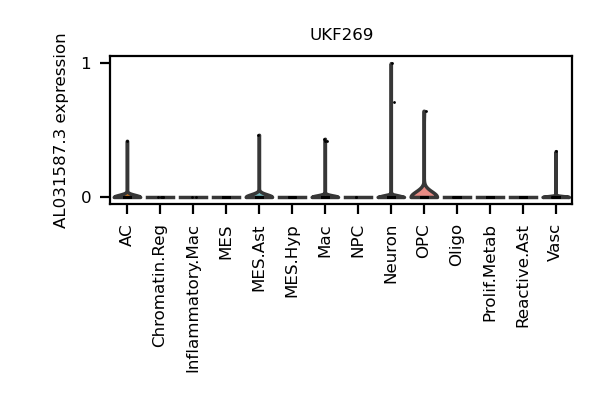 UKF269
AL031587.3 expression
1
0
AC
Chromatin.Reg
Inflammatory.Mac
MES
MES.Ast
MES.Hyp
Mac
NPC
Neuron
OPC
Oligo
Prolif.Metab
Reactive.Ast
Vasc